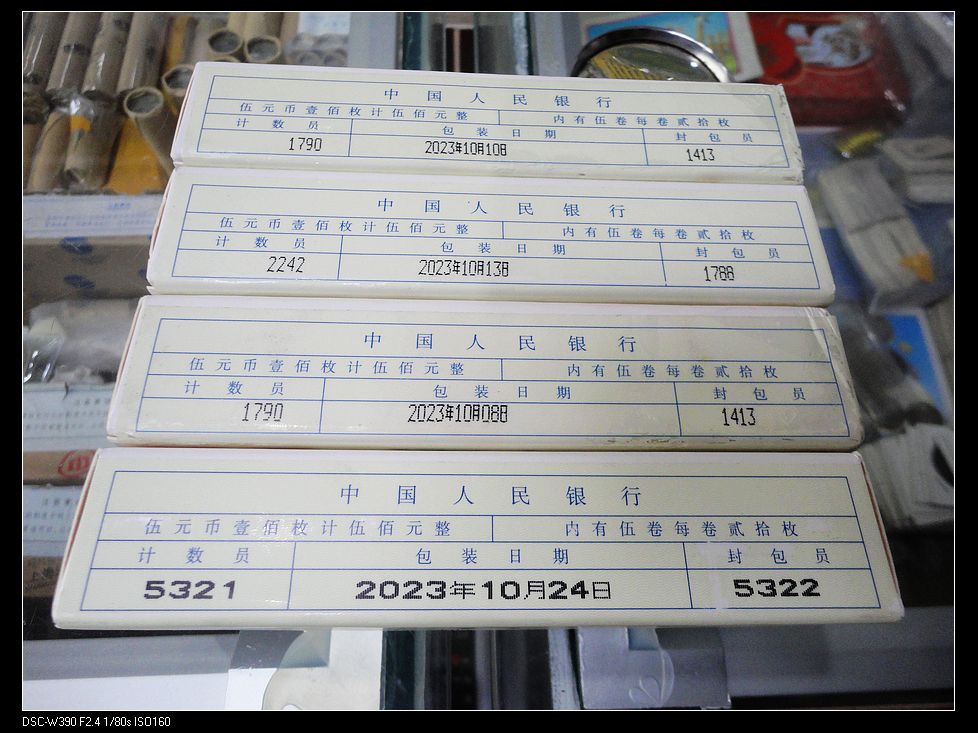 中国人民银行
伍元币壹佰枚计伍佰元整 内有伍卷每卷贰拾枚
计数员 包装日期 封包员
1790 2023年10月10日 1413
中国人民银行
伍元币壹佰枚计伍佰元整 内有伍卷每卷贰拾枚
计数员 包装日期 封包员
2242 2023年10月13日 1788
中国人民银行
伍元币壹佰枚计伍佰元整 内有伍卷每卷贰拾枚
计数员 包装日期 封包员
1790 2023年10月08日 1413
中国人民银行
伍元币壹佰枚计伍佰元整 内有伍卷每卷贰拾枚
计数员 包装日期 封包员
5321 2023年10月24日 5322
DSC-W390 F2.4 1/80s ISO160